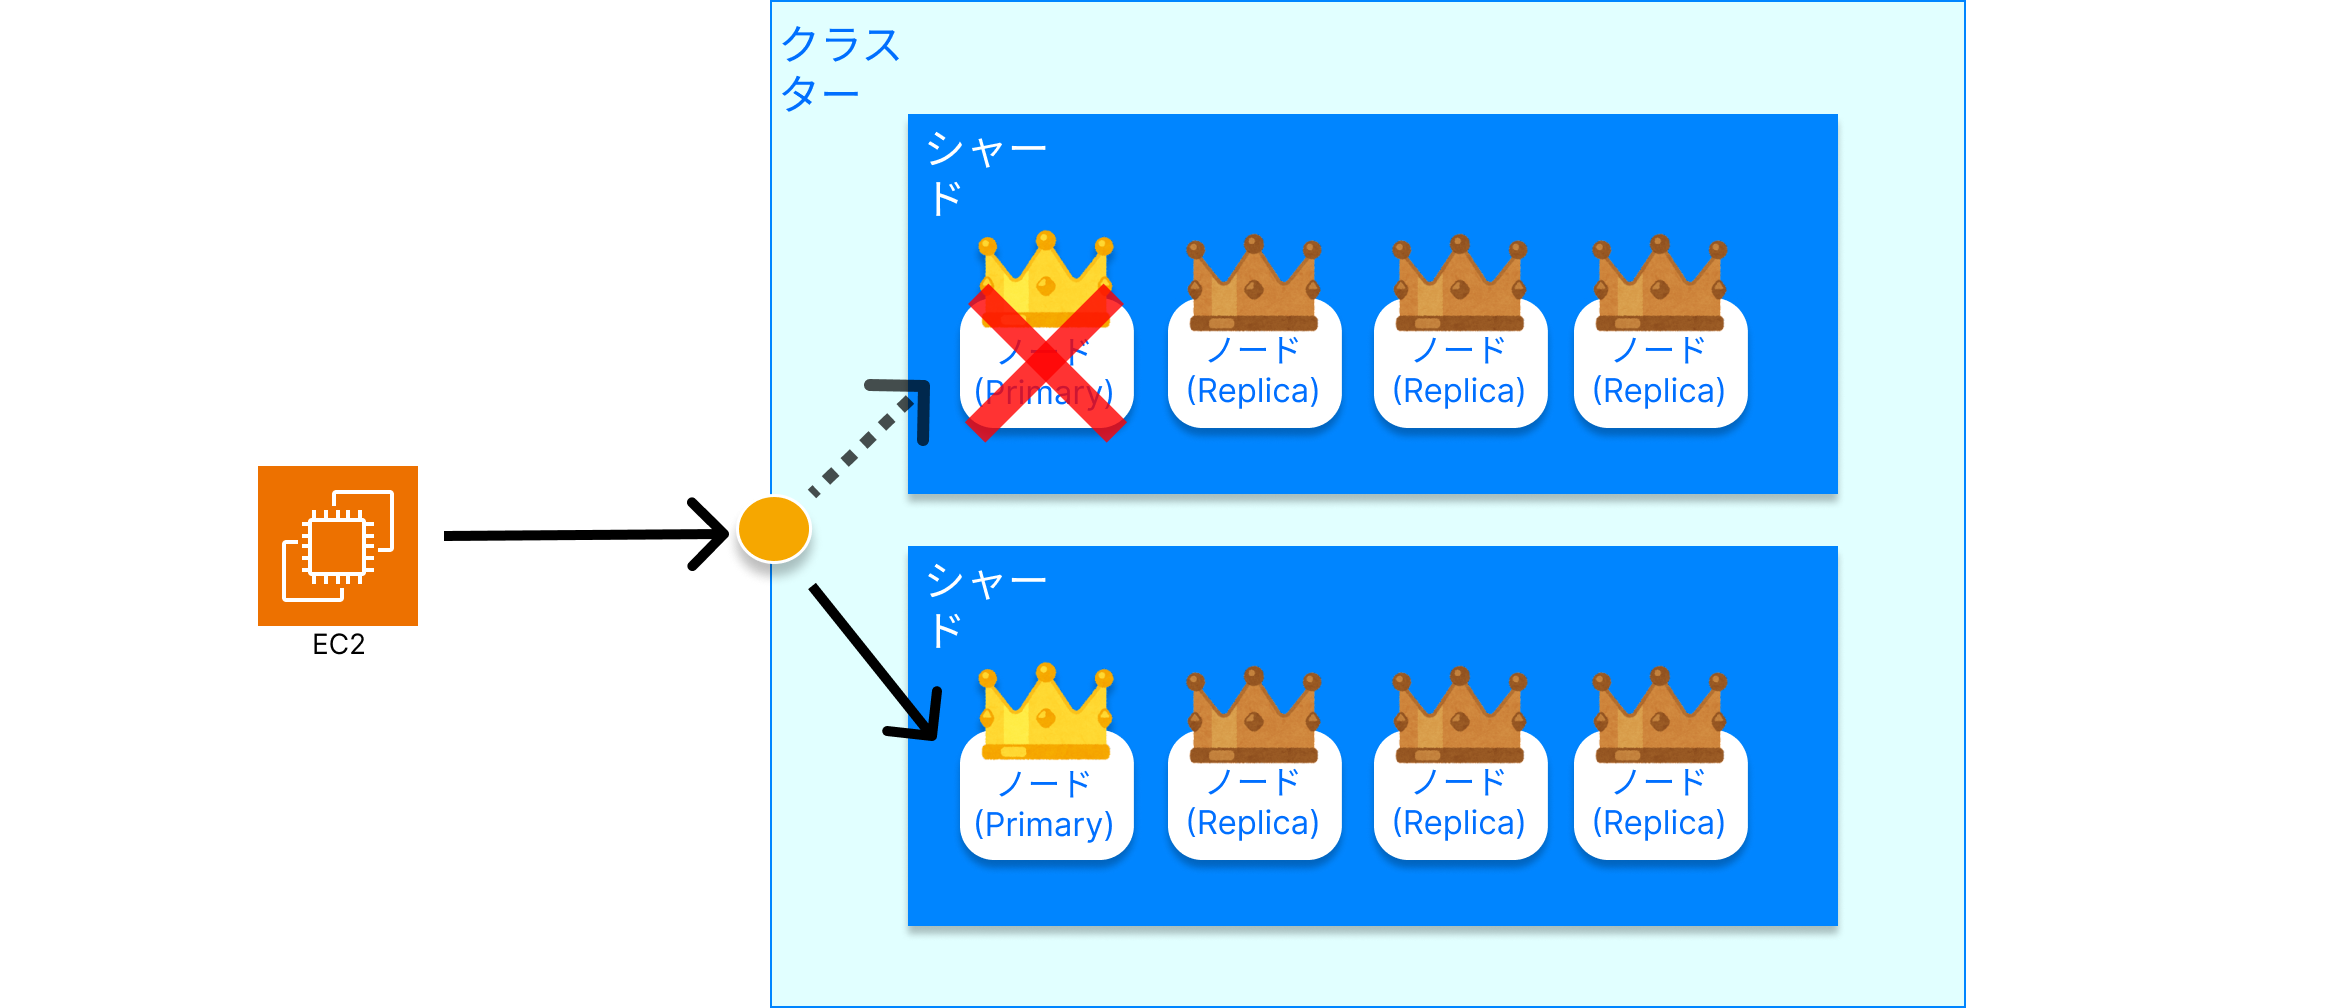 クラス
ター
シャー
ド
ノード
(Primary)
ノード
(Replica)
ノード
(Replica)
ノード
(Replica)
EC2
シャー
ド
ノード
(Primary)
ノード
(Replica)
ノード
(Replica)
ノード
(Replica)